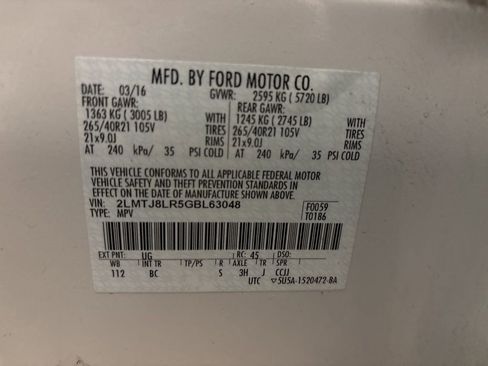 MFD. BY FORD MOTOR CO.
DATE: 03/16 GVWR: 2595 KG ( 5720 LB)
FRONT GAWR: REAR GAWR:
1363 KG ( 3005 LB) WITH 1245 KG ( 2745 LB) WITH
265/40R21 105V TIRES 265/40R21 105V TIRES
21x9.0J RIMS 21x9.0J RIMS
AT 240 kPa/ 35 PSI COLD AT 240 kPa/ 35 PSI COLD
THIS VEHICLE CONFORMS TO ALL APPLICABLE FEDERAL MOTOR
VEHICLE SAFETY AND THEFT PREVENTION STANDARDS IN
EFFECT ON THE DATE OF MANUFACTURE SHOWN ABOVE.
VIN: 2LMTJ8LR5GBL63048 F0059
TYPE: MPV T0186
EXT PNT: UG RC: 45 DSO:
WB INT TR TP/PS R AXLE TR SPR
112 BC S 3H J CCJJ
UTC ▽5U5A-1520472-BA